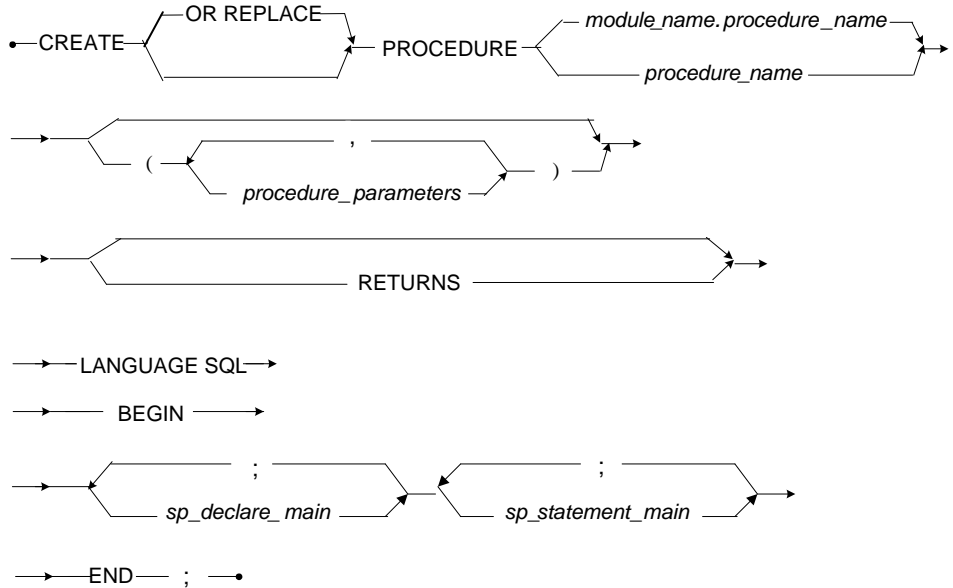 OR REPLACE
module_name.procedure_name
CREATE
PROCEDURE
procedure_name
,
( )
procedure_parameters
RETURNS
LANGUAGE SQL
BEGIN
; ;
sp_declare_main sp_statement_main
END ;